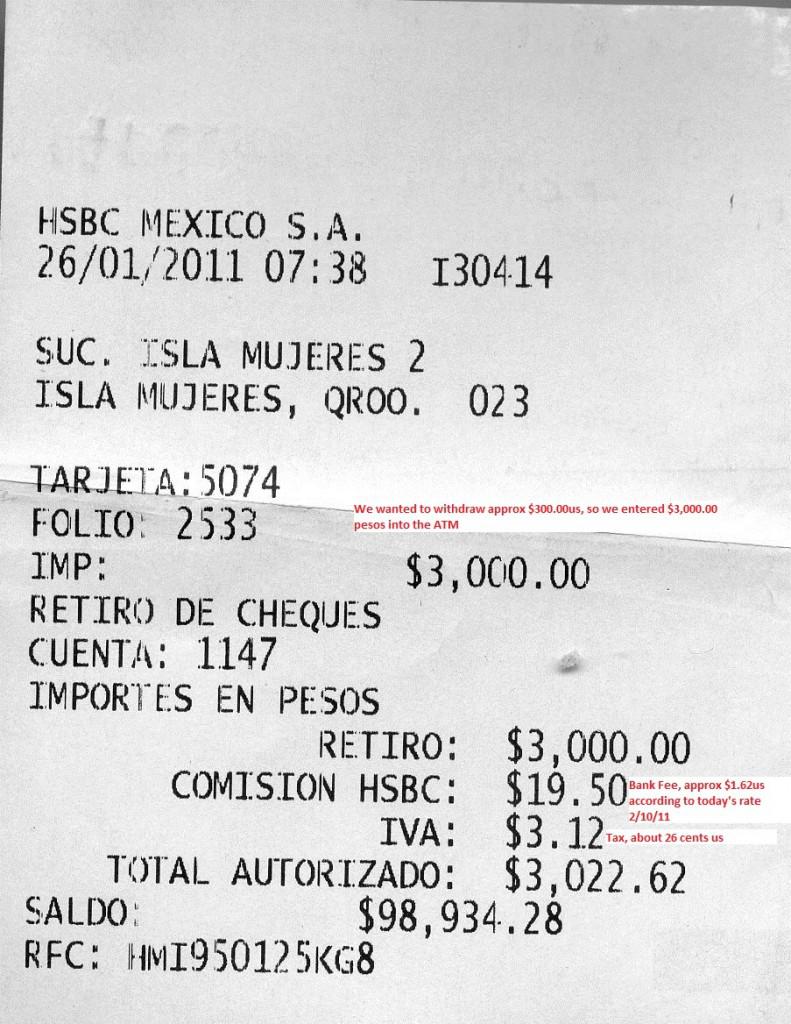 HSBC MEXICO S.A.
26/01/2011 07:38 I30414
SUC. ISLA MUJERES 2
ISLA MUJERES, QROO. 023
TARJETA:5074
We wanted to withdraw approx $300.00us, so we entered $3,000.00
pesos into the ATM
FOLIO: 2533
IMP: $3,000.00
RETIRO DE CHEQUES
CUENTA: 1147
IMPORTES EN PESOS
RETIRO: $3,000.00
COMISION HSBC: $19.50
Bank Fee, approx $1.62us
according to today's rate
2/10/11
IVA: $3.12
Tax, about 26 cents us
TOTAL AUTORIZADO: $3,022.62
SALDO: $98,934.28
RFC: HMI950125KG8